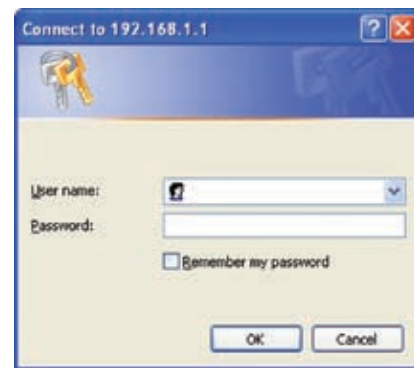 Connect to 192.168.1.1
User name:
Password:
Remember my password
OK Cancel